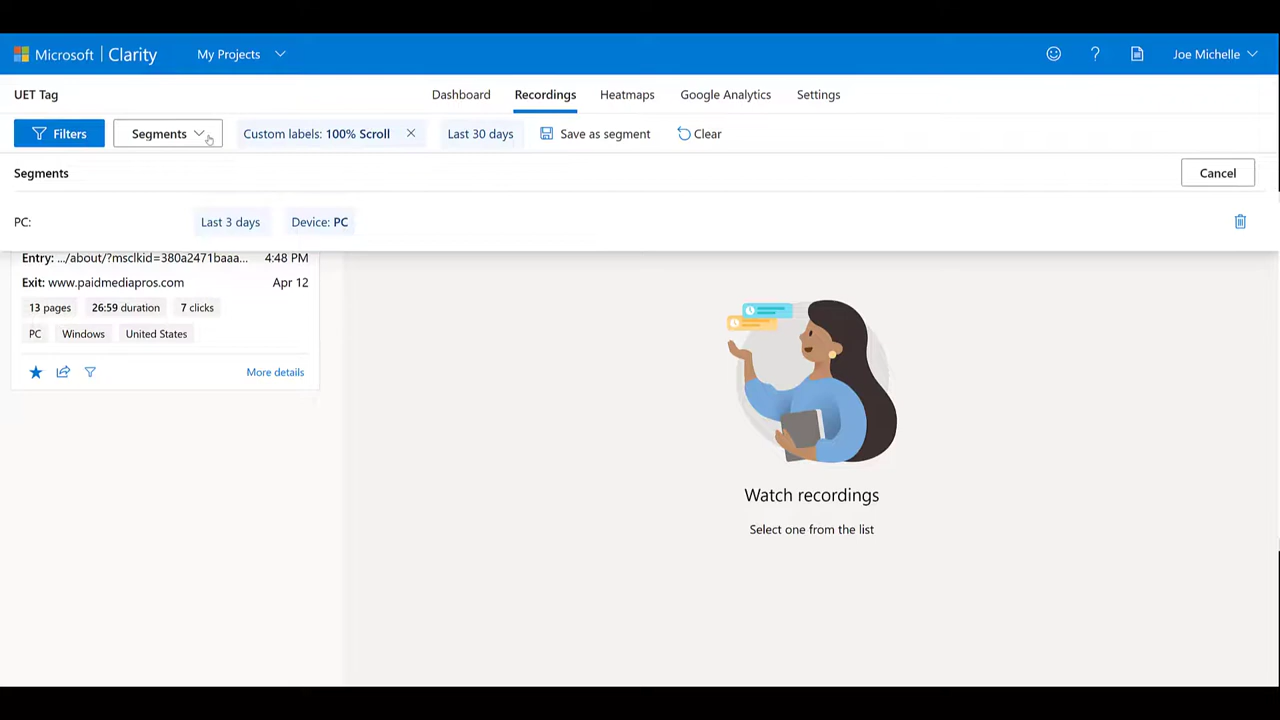 Microsoft | Clarity My Projects Joe Michelle
UET Tag Dashboard Recordings Heatmaps Google Analytics Settings
Filters Segments Custom labels: 100% Scroll Last 30 days Save as segment Clear
Segments Cancel
PC: Last 3 days Device: PC
Entry: .../about/?msclkid=380a2471baaa... 4:48 PM
Exit: www.paidmediapros.com Apr 12
13 pages 26:59 duration 7 clicks
PC Windows United States
More details
Watch recordings
Select one from the list